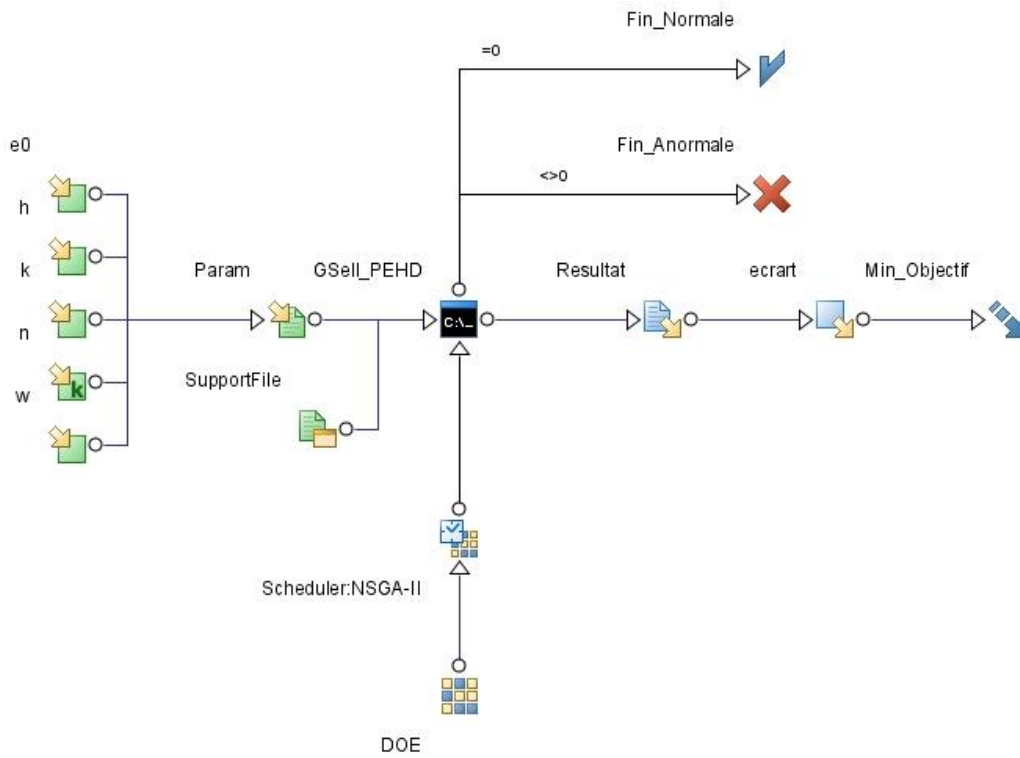 Fin_Normale
=0
e0
Fin_Anormale
<>0
h
k
Param
GSell_PEHD
Resultat
ecrart
Min_Objectif
C:\_
n
SupportFile
k
w
Scheduler:NSGA-II
DOE